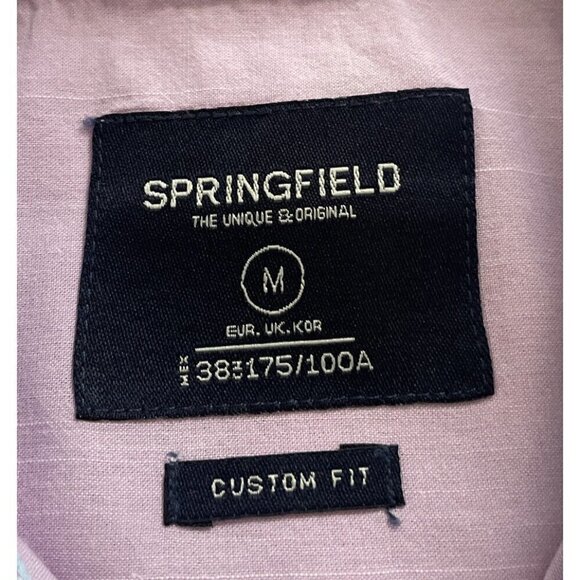 SPRINGFIELD
THE UNIQUE & ORIGINAL
M
EUR. UK. KOR
MEX 38 175/100A
CUSTOM FIT